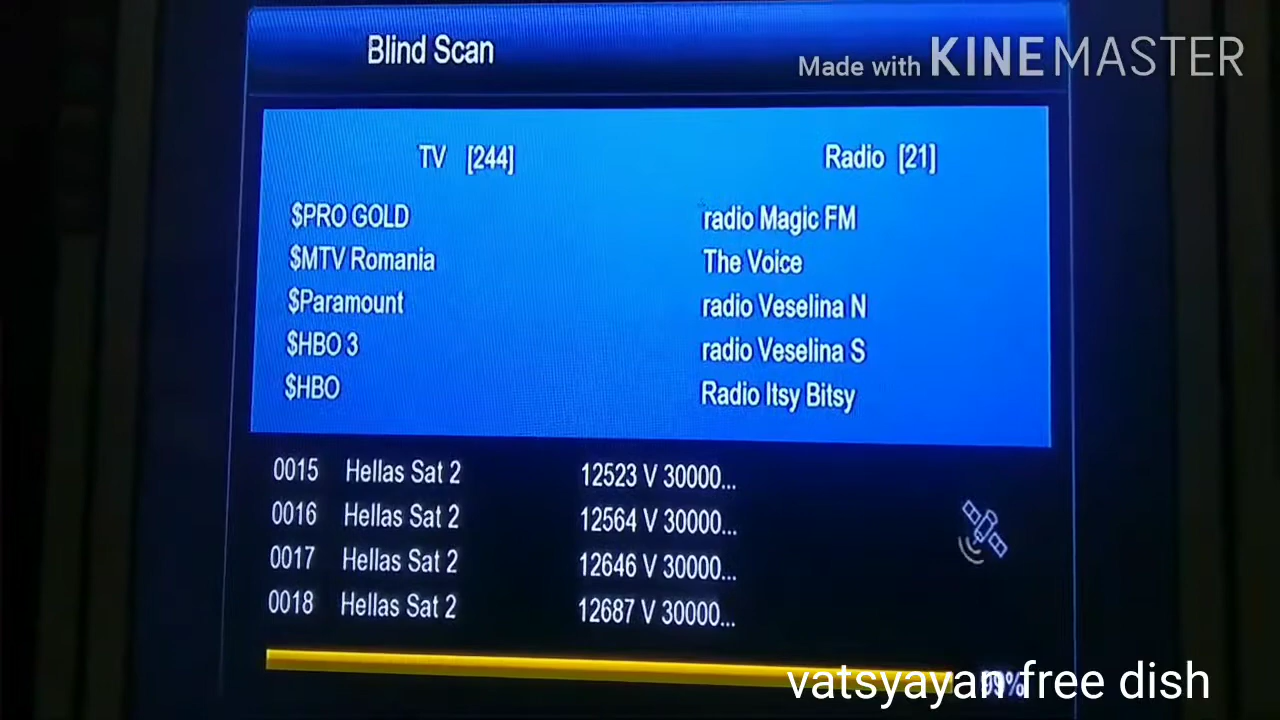 Blind Scan
Made with KINEMASTER
TV [244]
Radio [21]
$PRO GOLD
radio Magic FM
$MTV Romania
The Voice
$Paramount
radio Veselina N
$HBO 3
radio Veselina S
$HBO
Radio Itsy Bitsy
0015 Hellas Sat 2 12523 V 30000...
0016 Hellas Sat 2 12564 V 30000...
0017 Hellas Sat 2 12646 V 30000...
0018 Hellas Sat 2 12687 V 30000...
vatsyayan free dish